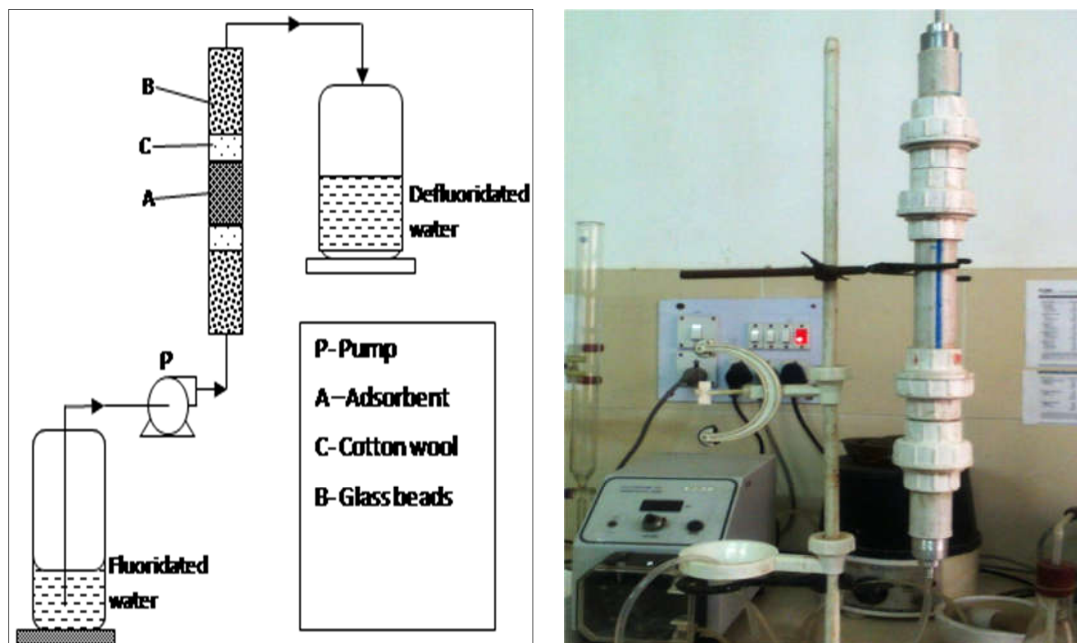 B
C
A
Defluoridated
water
P
P-Pump
A–Adsorbent
C-Cotton wool
B-Glass beads
Fluoridated
water